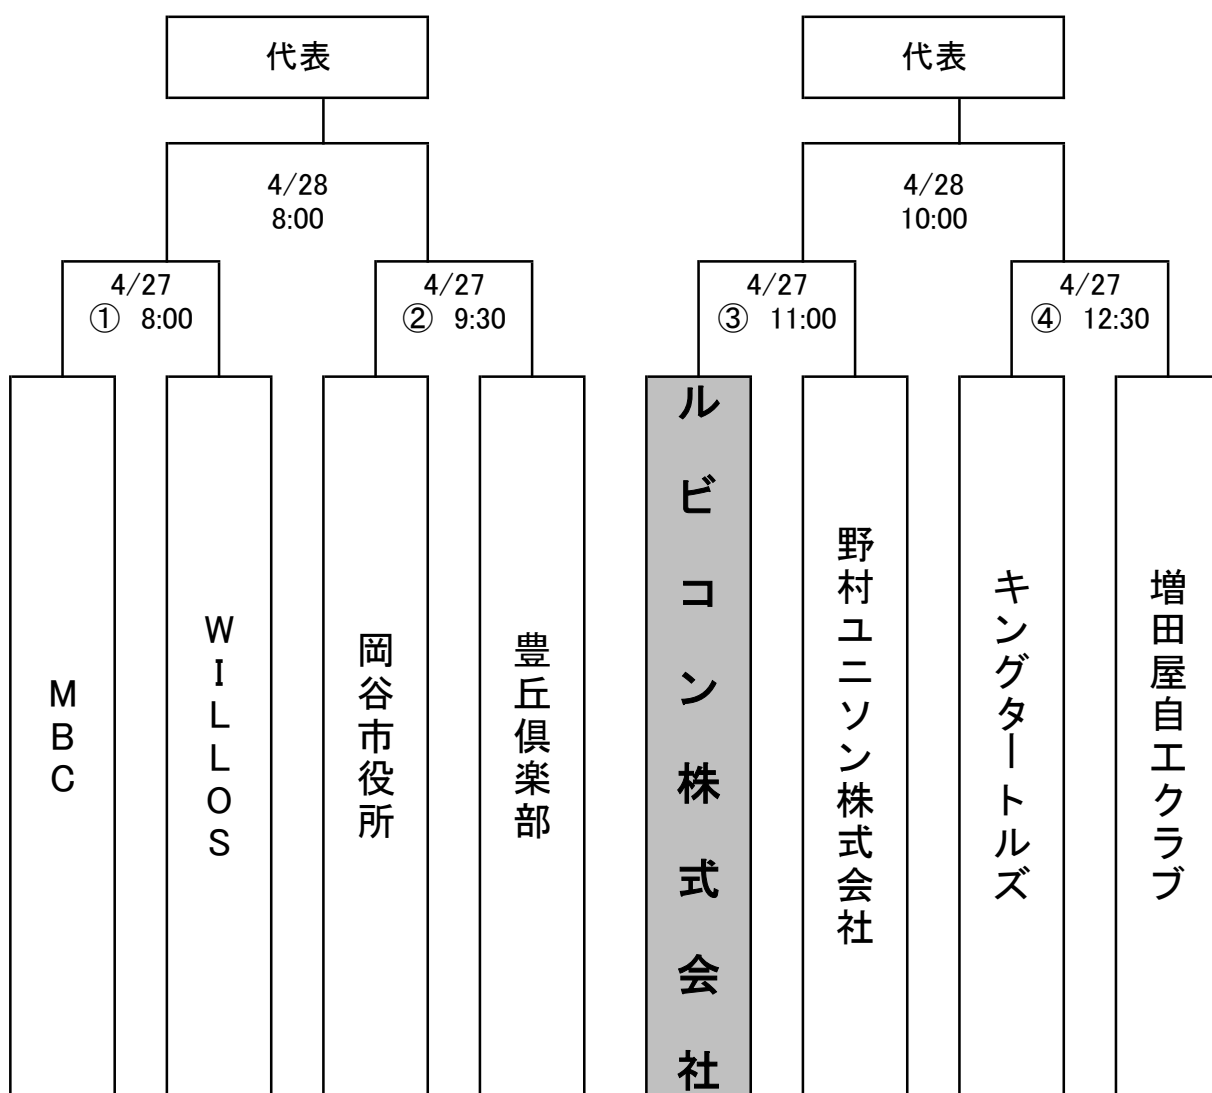 代表
代表
4/28
8:00
4/28
10:00
4/27
① 8:00
4/27
② 9:30
4/27
③ 11:00
4/27
④ 12:30
MBC
WILLOS
岡谷市役所
豊丘倶楽部
ルビコン株式会社
野村ユニソン株式会社
キングタートルズ
増田屋自工クラブ